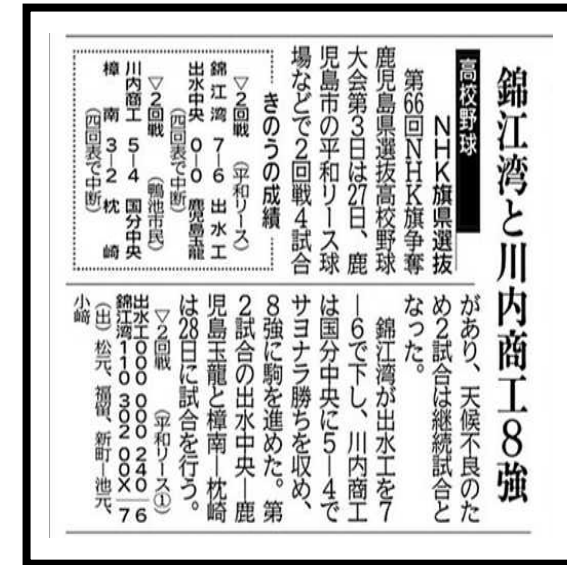 錦江湾と川内商工8強
高校野球
NHK旗県選抜
第66回NHK旗争奪
鹿児島県選抜高校野球
大会第3日は27日、鹿
児島市の平和リース球
場などで2回戦4試合
があり、天候不良のた
め2試合は継続試合と
なった。
錦江湾が出水工を7
―6で下し、川内商工
は国分中央に5―4で
サヨナラ勝ちを収め、
8強に駒を進めた。第
2試合の出水中央―鹿
児島玉龍と樟南―枕崎
は28日に試合を行う。
きのうの成績
▽2回戦 (平和リース)
錦江湾 7―6 出水工
出水中央 0―0 鹿児島玉龍
(四回表で中断)
▽2回戦 (鴨池市民)
川内商工 5―4 国分中央
樟南 3―2 枕崎
(四回表で中断)
▽2回戦 (平和リース①)
出水工000 000 240―6
錦江湾110 302 00X―7
(出)松元、福留、新町―池元、
小﨑